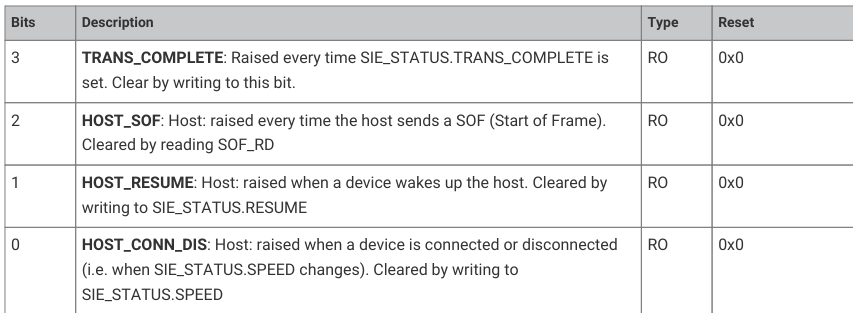 Bits Description Type Reset
3 TRANS_COMPLETE: Raised every time SIE_STATUS.TRANS_COMPLETE is RO 0x0
set. Clear by writing to this bit.
2 HOST_SOF: Host: raised every time the host sends a SOF (Start of Frame). RO 0x0
Cleared by reading SOF_RD
1 HOST_RESUME: Host: raised when a device wakes up the host. Cleared by RO 0x0
writing to SIE_STATUS.RESUME
0 HOST_CONN_DIS: Host: raised when a device is connected or disconnected RO 0x0
(i.e. when SIE_STATUS.SPEED changes). Cleared by writing to
SIE_STATUS.SPEED